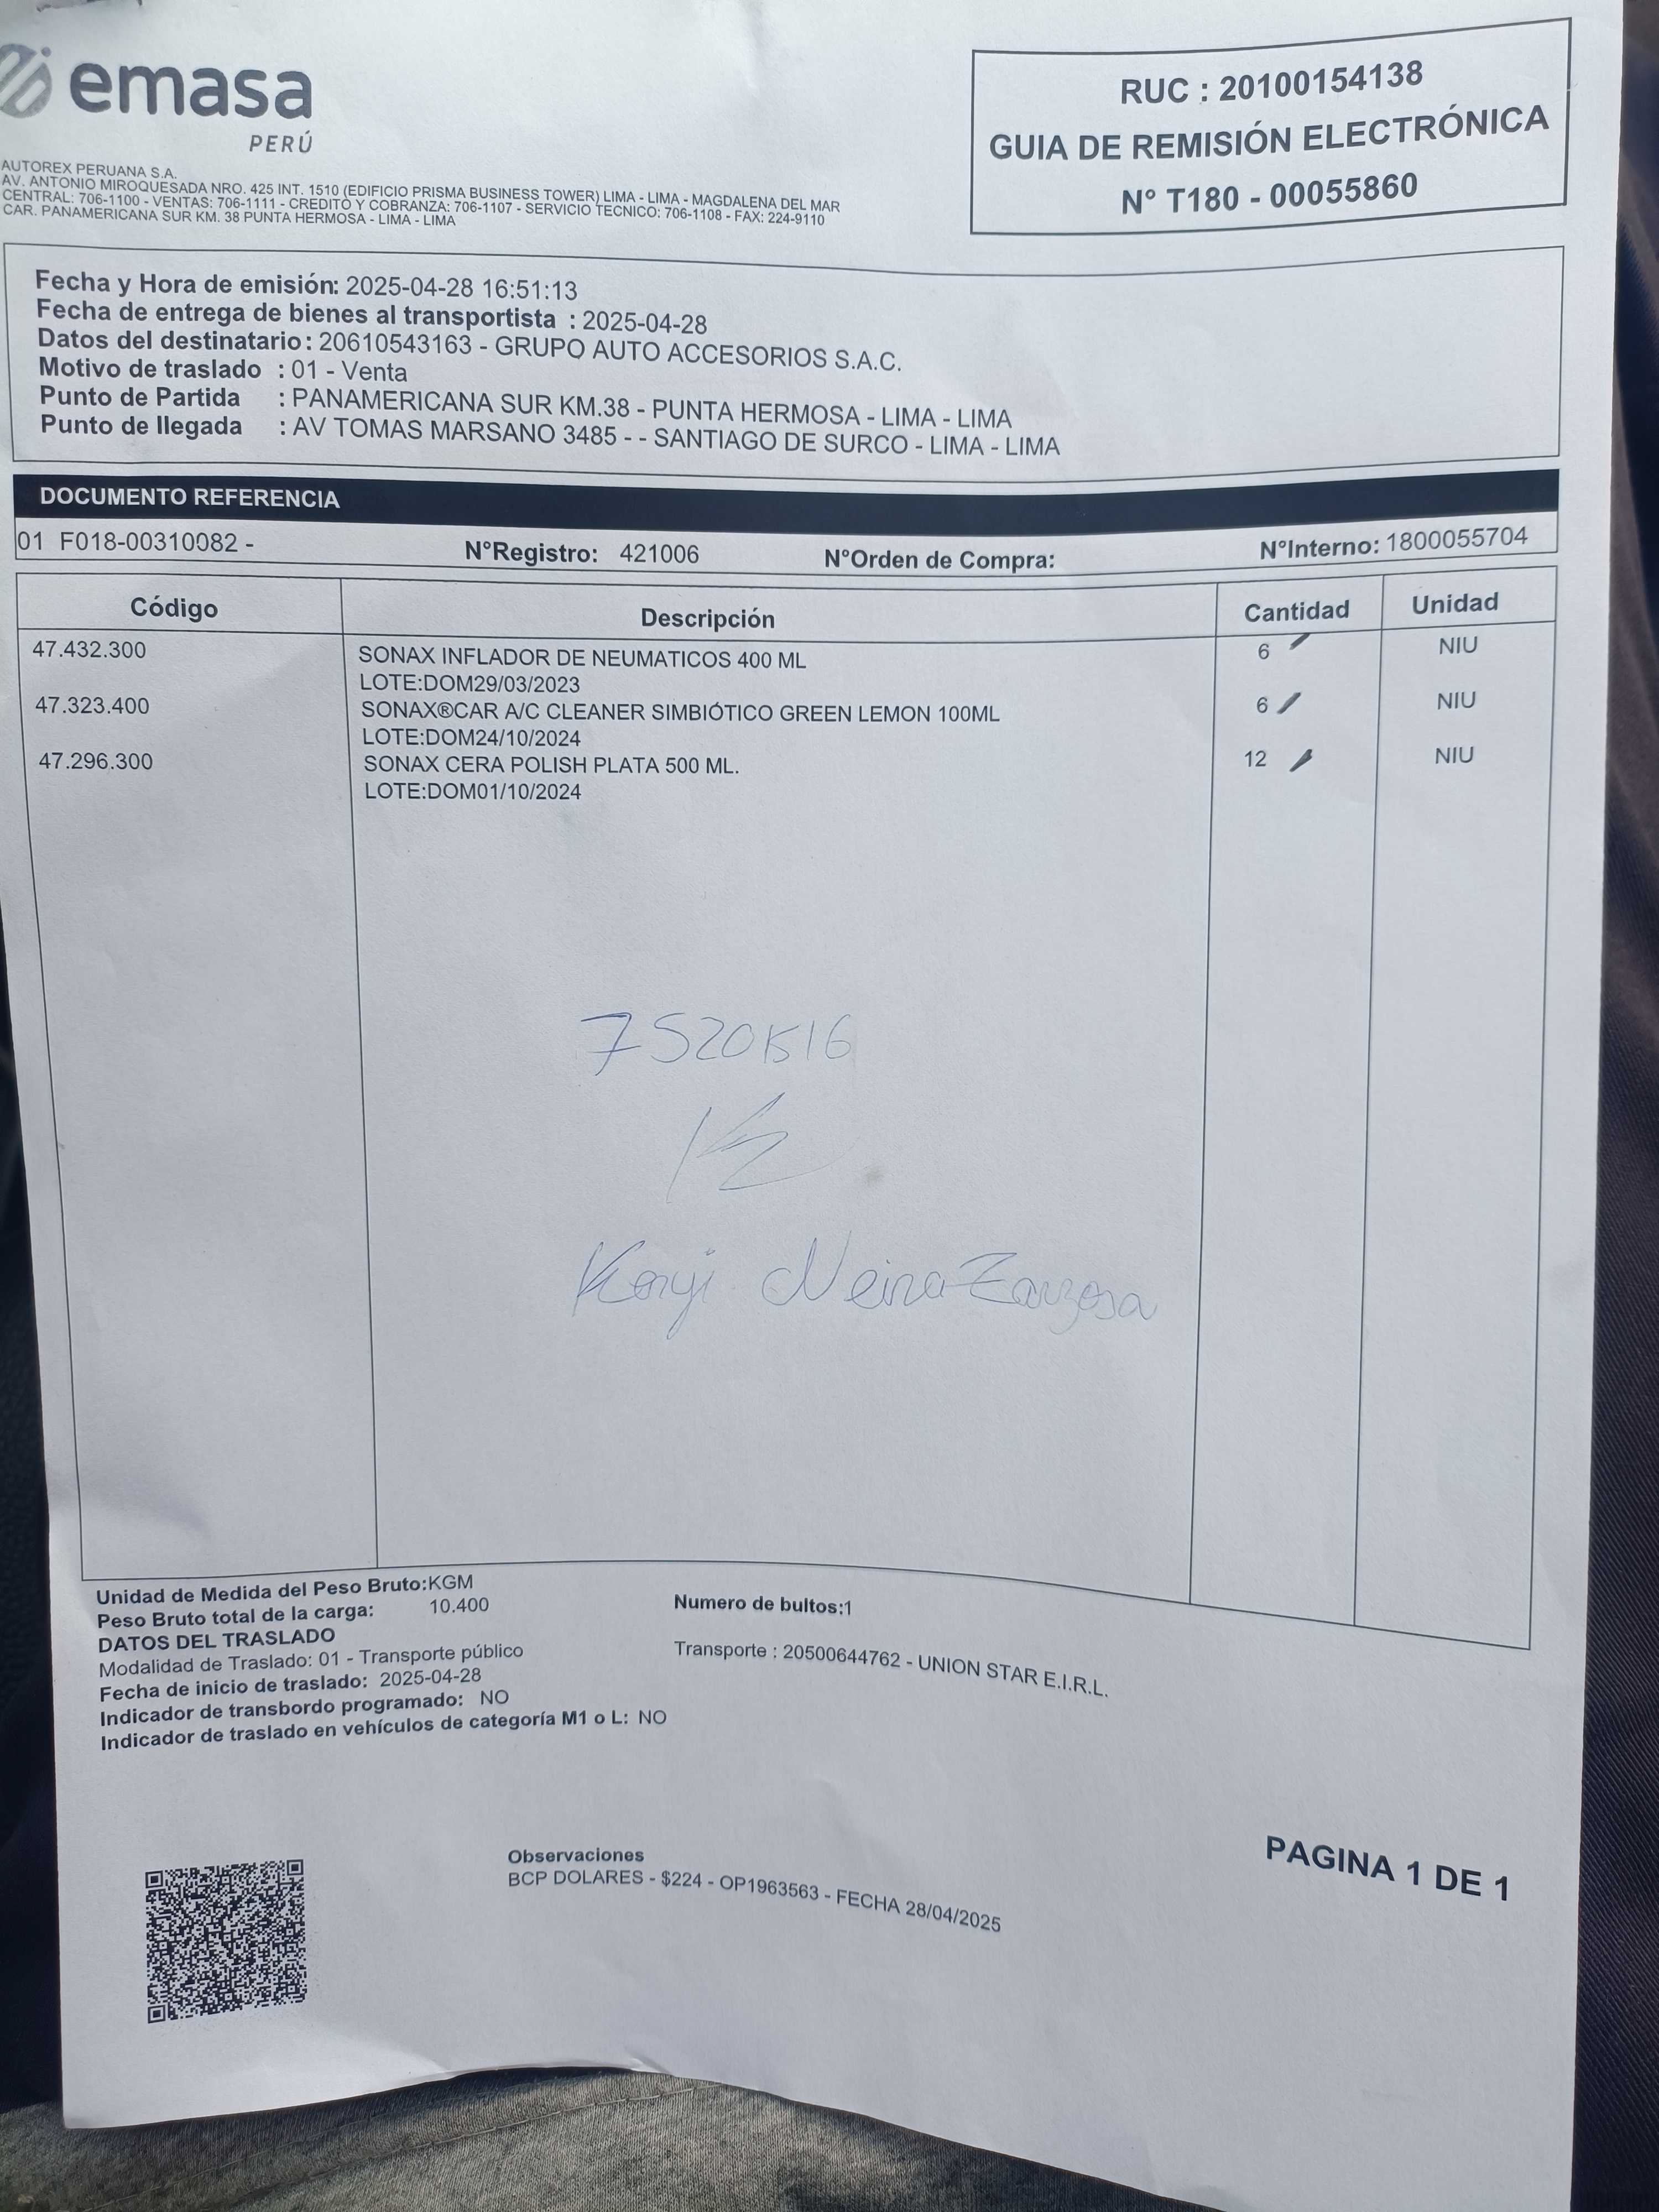 emasa
PERÚ
AUTOREX PERUANA S.A.
AV. ANTONIO MIROQUESADA NRO. 425 INT. 1510 (EDIFICIO PRISMA BUSINESS TOWER) LIMA - LIMA - MAGDALENA DEL MAR
CENTRAL: 706-1100 - VENTAS: 706-1111 - CREDITO Y COBRANZA: 706-1107 - SERVICIO TECNICO: 706-1108 - FAX: 224-9110
CAR. PANAMERICANA SUR KM. 38 PUNTA HERMOSA - LIMA - LIMA
RUC : 20100154138
GUIA DE REMISIÓN ELECTRÓNICA
N° T180 - 00055860
Fecha y Hora de emisión: 2025-04-28 16:51:13
Fecha de entrega de bienes al transportista : 2025-04-28
Datos del destinatario: 20610543163 - GRUPO AUTO ACCESORIOS S.A.C.
Motivo de traslado : 01 - Venta
Punto de Partida : PANAMERICANA SUR KM.38 - PUNTA HERMOSA - LIMA - LIMA
Punto de llegada : AV TOMAS MARSANO 3485 - - SANTIAGO DE SURCO - LIMA - LIMA
DOCUMENTO REFERENCIA
01 F018-00310082 - N°Registro: 421006 N°Orden de Compra: N°Interno: 1800055704
Código Descripción Cantidad Unidad
47.432.300 SONAX INFLADOR DE NEUMATICOS 400 ML 6 NIU
LOTE:DOM29/03/2023
47.323.400 SONAX®CAR A/C CLEANER SIMBIÓTICO GREEN LEMON 100ML 6 NIU
LOTE:DOM24/10/2024
47.296.300 SONAX CERA POLISH PLATA 500 ML. 12 NIU
LOTE:DOM01/10/2024
Kenyi Neira Zarzosa
Unidad de Medida del Peso Bruto:KGM
Peso Bruto total de la carga: 10.400 Numero de bultos:1
DATOS DEL TRASLADO
Modalidad de Traslado: 01 - Transporte público Transporte : 20500644762 - UNION STAR E.I.R.L.
Fecha de inicio de traslado: 2025-04-28
Indicador de transbordo programado: NO
Indicador de traslado en vehículos de categoría M1 o L: NO
Observaciones
BCP DOLARES - $224 - OP1963563 - FECHA 28/04/2025
PAGINA 1 DE 1